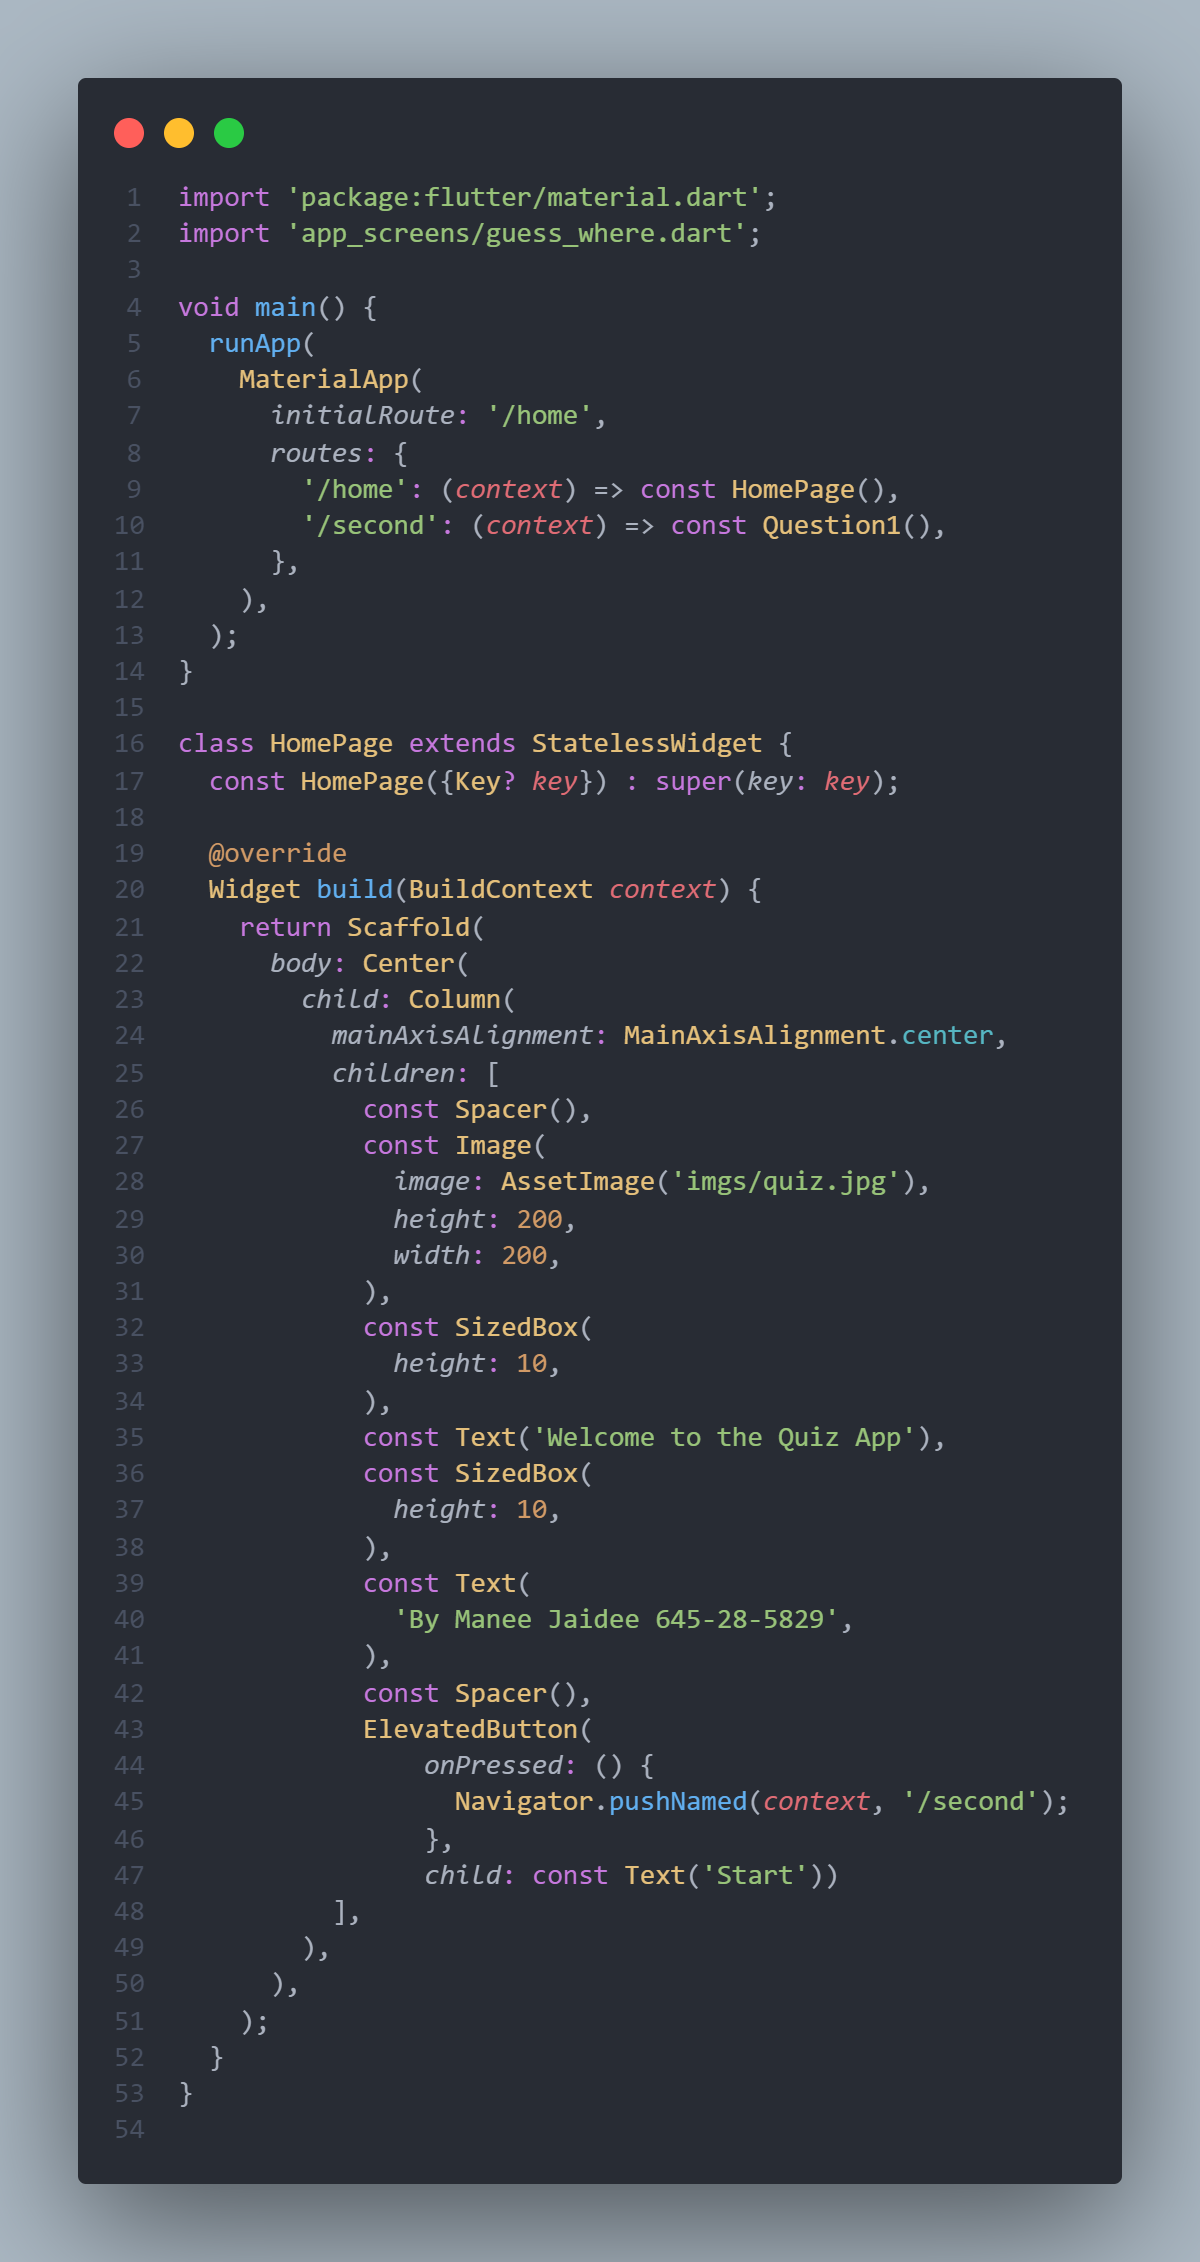 1 import 'package:flutter/material.dart';
2 import 'app_screens/guess_where.dart';
3
4 void main() {
5   runApp(
6     MaterialApp(
7       initialRoute: '/home',
8       routes: {
9         '/home': (context) => const HomePage(),
10         '/second': (context) => const Question1(),
11       },
12     ),
13   );
14 }
15
16 class HomePage extends StatelessWidget {
17   const HomePage({Key? key}) : super(key: key);
18
19   @override
20   Widget build(BuildContext context) {
21     return Scaffold(
22       body: Center(
23         child: Column(
24           mainAxisAlignment: MainAxisAlignment.center,
25           children: [
26             const Spacer(),
27             const Image(
28               image: AssetImage('imgs/quiz.jpg'),
29               height: 200,
30               width: 200,
31             ),
32             const SizedBox(
33               height: 10,
34             ),
35             const Text('Welcome to the Quiz App'),
36             const SizedBox(
37               height: 10,
38             ),
39             const Text(
40               'By Manee Jaidee 645-28-5829',
41             ),
42             const Spacer(),
43             ElevatedButton(
44                 onPressed: () {
45                   Navigator.pushNamed(context, '/second');
46                 },
47                 child: const Text('Start'))
48           ],
49         ),
50       ),
51     );
52   }
53 }
54